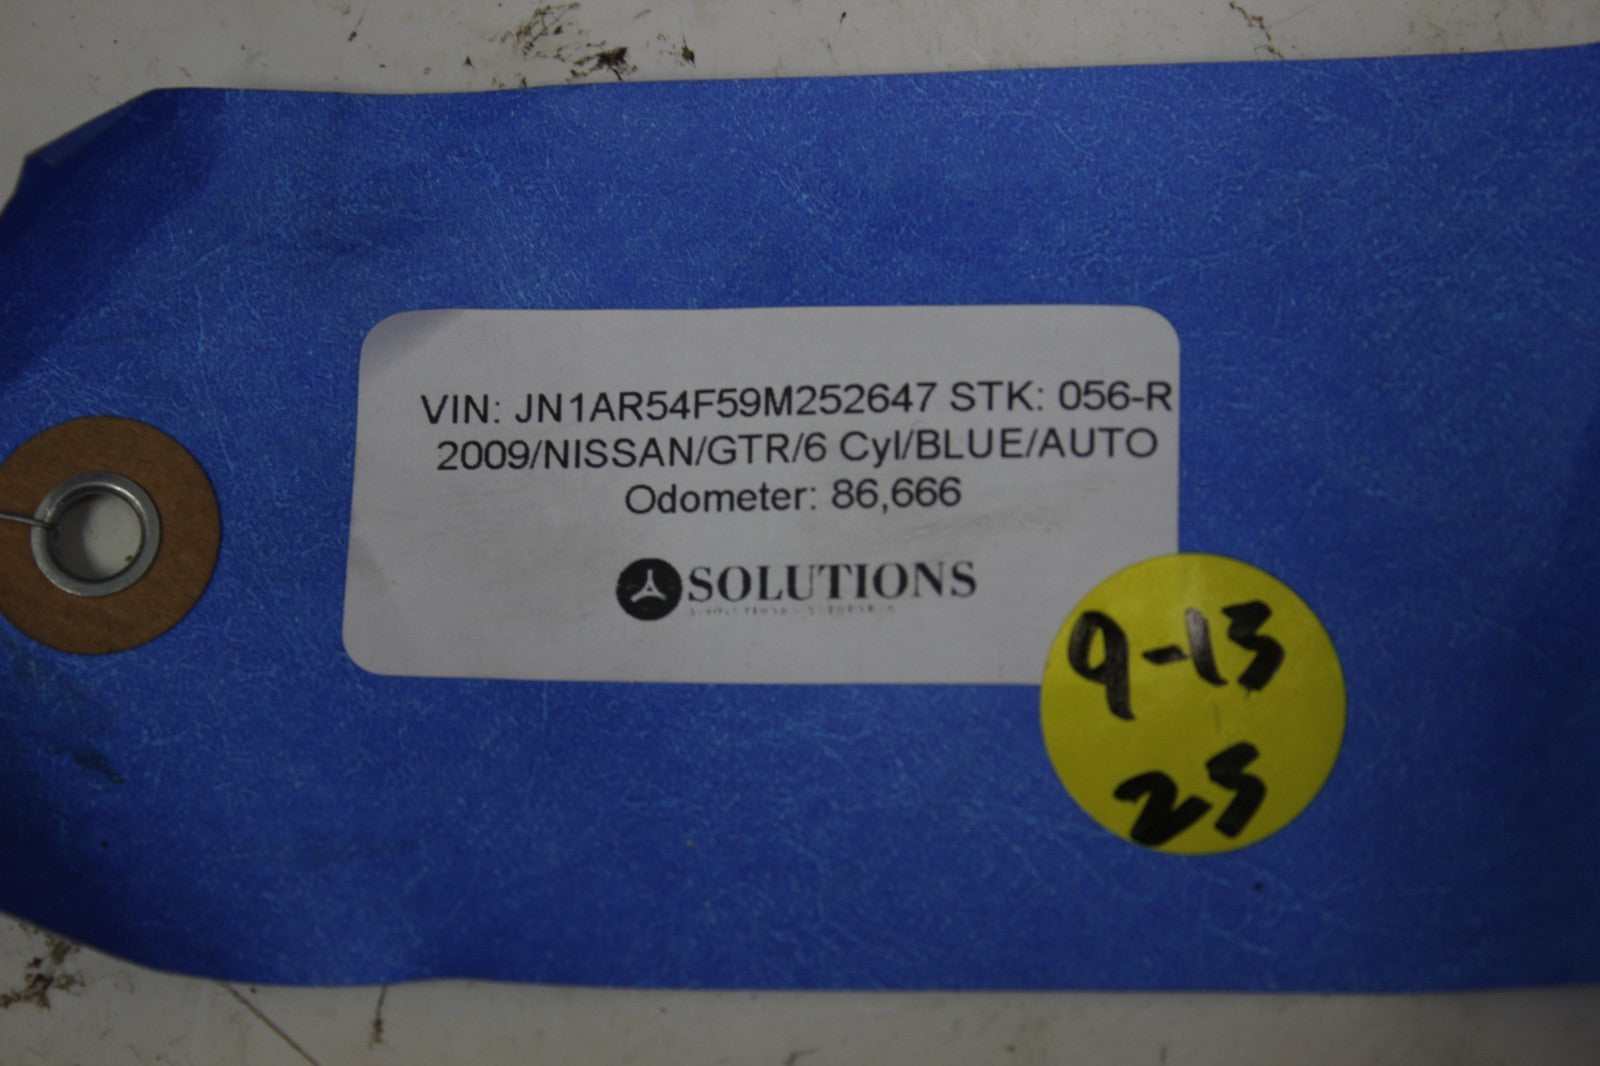 VIN: JN1AR54F59M252647 STK: 056-R
2009/NISSAN/GTR/6 Cyl/BLUE/AUTO
Odometer: 86,666
SOLUTIONS
9-13
25